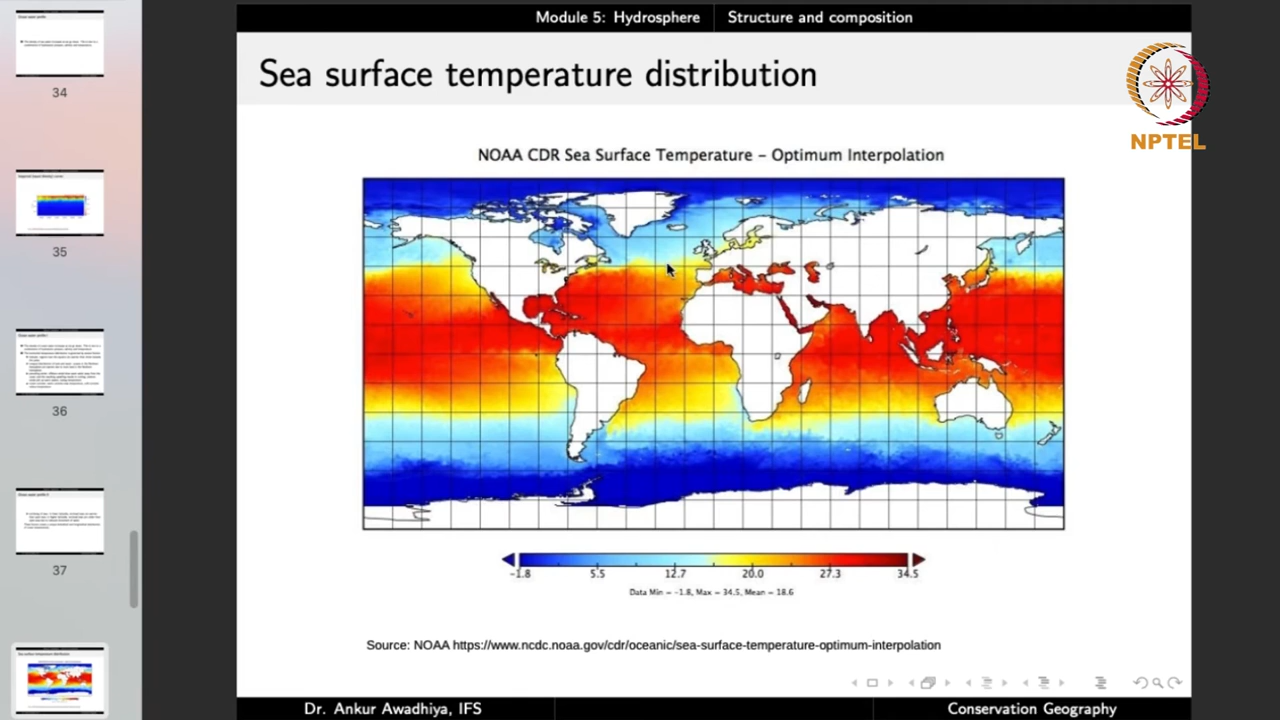 Module 5: Hydrosphere
Structure and composition
Sea surface temperature distribution
NPTEL
NOAA CDR Sea Surface Temperature – Optimum Interpolation
-1.8 5.5 12.7 20.0 27.3 34.5
Data Min = -1.8, Max = 34.5, Mean = 18.6
Source: NOAA https://www.ncdc.noaa.gov/cdr/oceanic/sea-surface-temperature-optimum-interpolation
Dr. Ankur Awadhiya, IFS
Conservation Geography
34
35
36
37